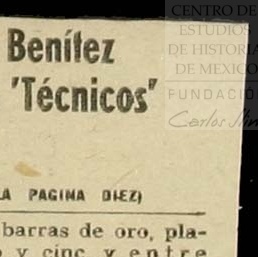 CENTRO DE
ESTUDIOS
DE HISTORIA
DE MEXICO
FUNDACIÓ
Carlos
Benítez
'Técnicos'
LA PAGINA DIEZ)
barras de oro, pla-
y cinc y entre